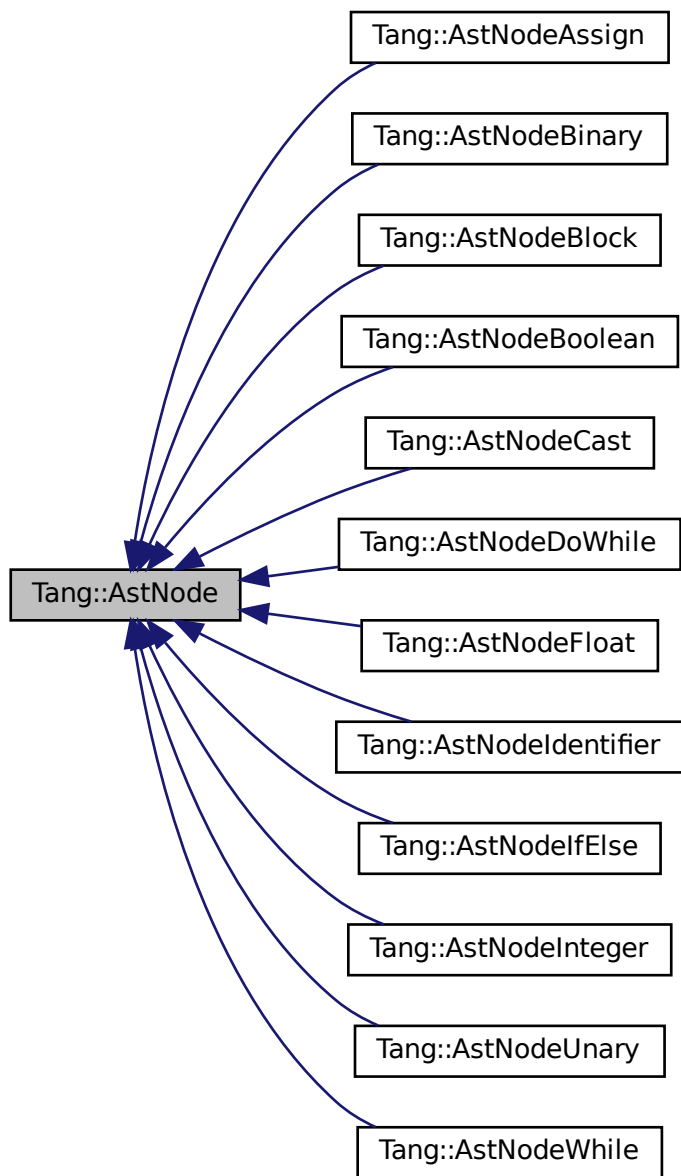 Tang::AstNodeAssign
Tang::AstNodeBinary
Tang::AstNodeBlock
Tang::AstNodeBoolean
Tang::AstNodeCast
Tang::AstNodeDoWhile
Tang::AstNode
Tang::AstNodeFloat
Tang::AstNodeIdentifier
Tang::AstNodeIfElse
Tang::AstNodeInteger
Tang::AstNodeUnary
Tang::AstNodeWhile